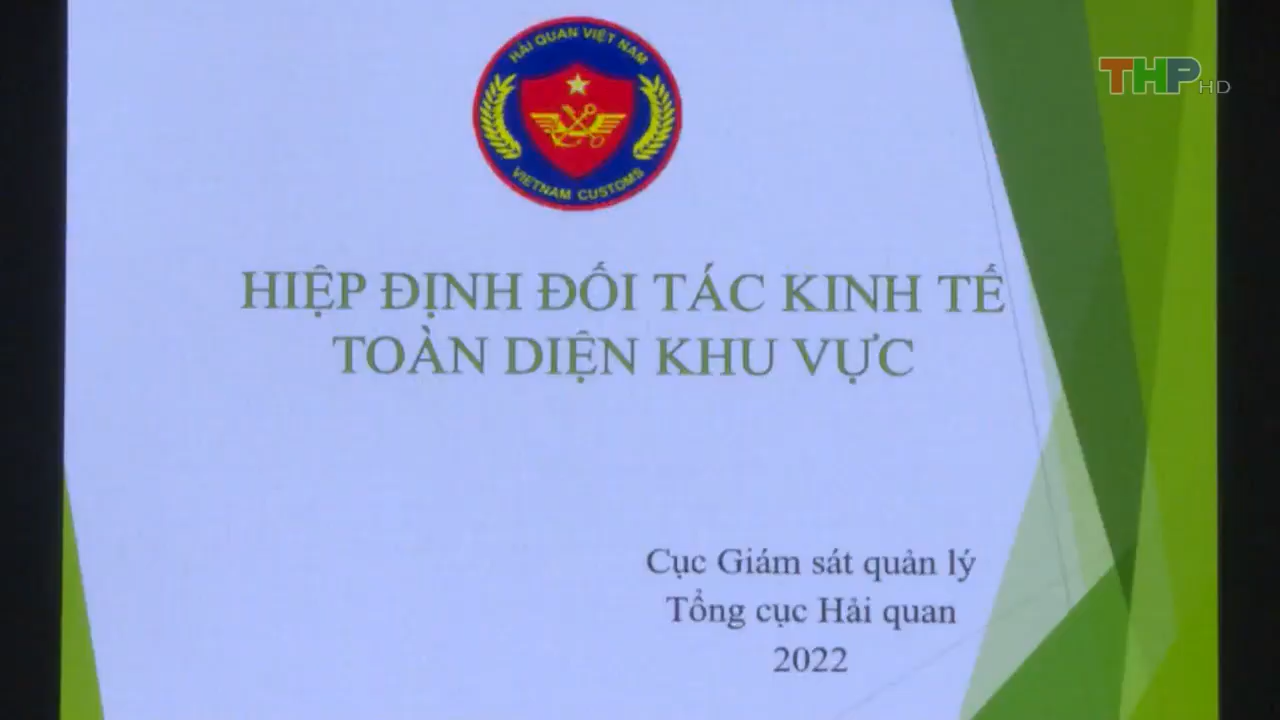 THP HD
HẢI QUAN VIỆT NAM
VIETNAM CUSTOMS
HIỆP ĐỊNH ĐỐI TÁC KINH TẾ
TOÀN DIỆN KHU VỰC
Cục Giám sát quản lý
Tổng cục Hải quan
2022